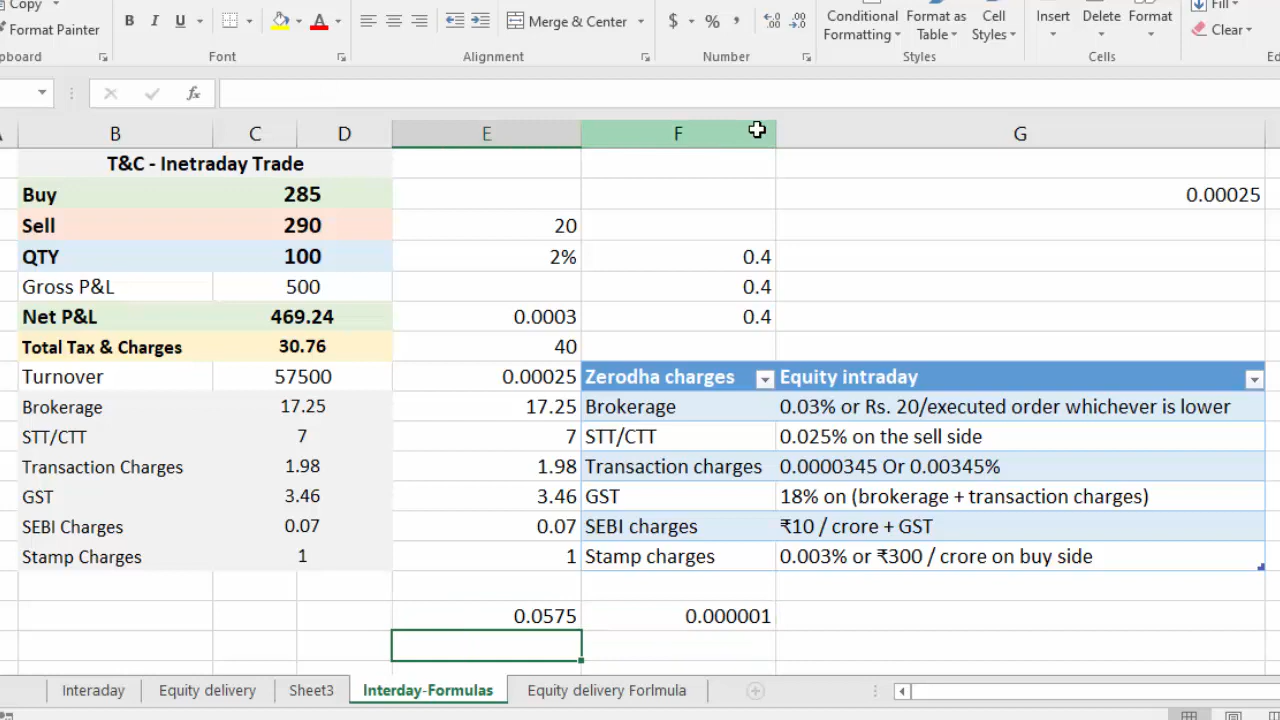 Copy
Format Painter
B I U A
Merge & Center
$ % ,
Conditional Formatting
Format as Table
Cell Styles
Insert Delete Format
Fill
Clear
Font Alignment Number Styles Cells
fx
B C D E F G
T&C - Inetraday Trade
Buy 285 0.00025
Sell 290 20
QTY 100 2% 0.4
Gross P&L 500 0.4
Net P&L 469.24 0.0003 0.4
Total Tax & Charges 30.76 40
Turnover 57500 0.00025 Zerodha charges Equity intraday
Brokerage 17.25 17.25 Brokerage 0.03% or Rs. 20/executed order whichever is lower
STT/CTT 7 7 STT/CTT 0.025% on the sell side
Transaction Charges 1.98 1.98 Transaction charges 0.0000345 Or 0.00345%
GST 3.46 3.46 GST 18% on (brokerage + transaction charges)
SEBI Charges 0.07 0.07 SEBI charges ₹10 / crore + GST
Stamp Charges 1 1 Stamp charges 0.003% or ₹300 / crore on buy side
0.0575 0.000001
Interaday Equity delivery Sheet3 Interday-Formulas Equity delivery Forlmula